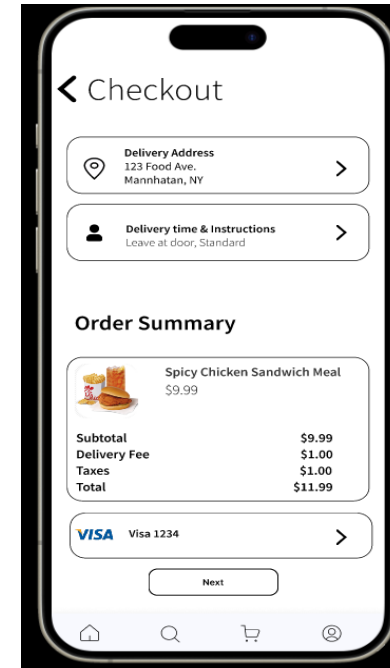 Checkout
Delivery Address
123 Food Ave.
Mannhatan, NY
Delivery time & Instructions
Leave at door, Standard
Order Summary
Spicy Chicken Sandwich Meal
$9.99
Subtotal $9.99
Delivery Fee $1.00
Taxes $1.00
Total $11.99
VISA Visa 1234
Next